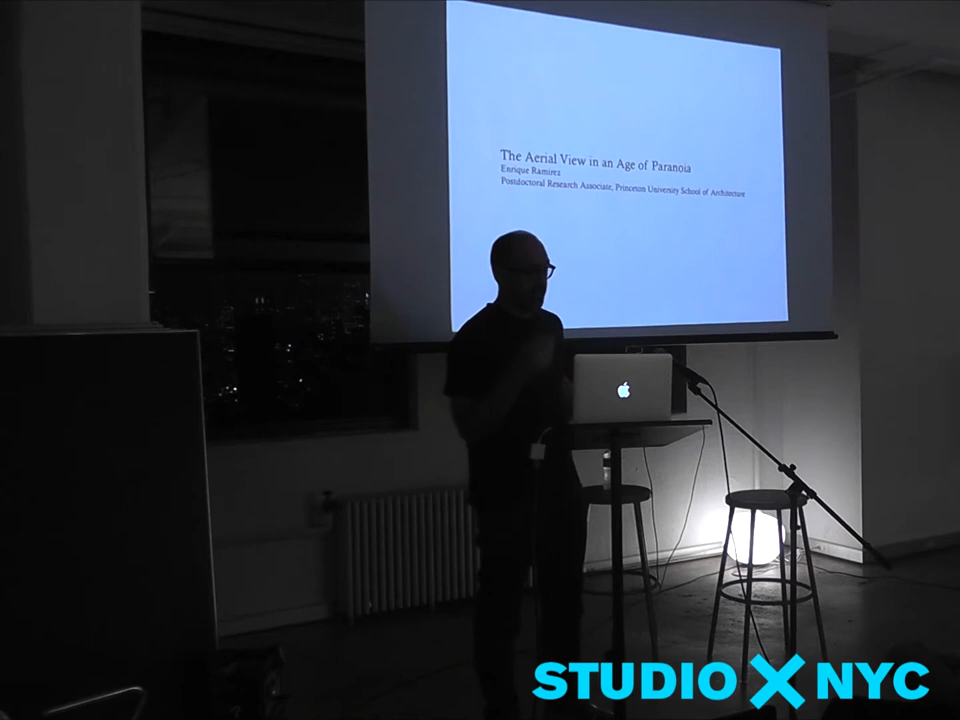 The Aerial View in an Age of Paranoia
Enrique Ramirez
Postdoctoral Research Associate, Princeton University School of Architecture
STUDIO X NYC